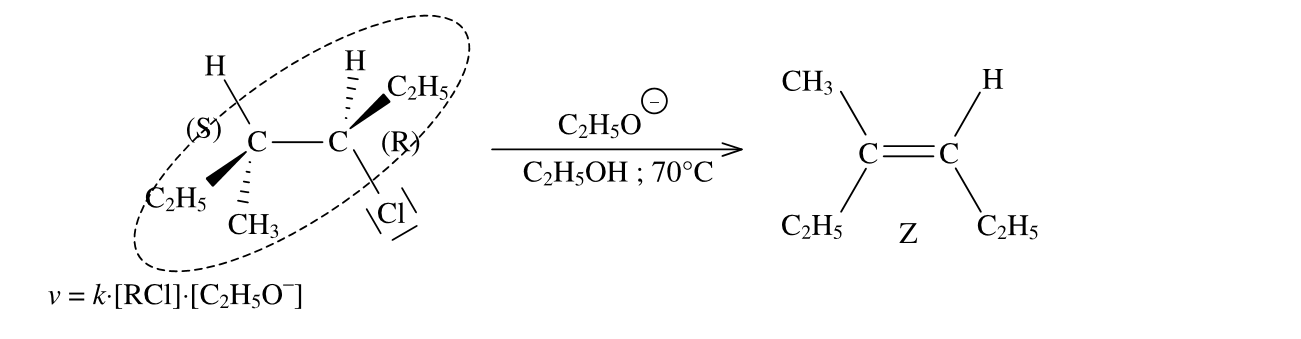 H H
C₂H₅
(S) C C (R)
C₂H₅
CH₃ Cl
C₂H₅O⁻
C₂H₅OH ; 70°C
CH₃ H
C C
C₂H₅ Z C₂H₅
v = k·[RCl]·[C₂H₅O⁻]